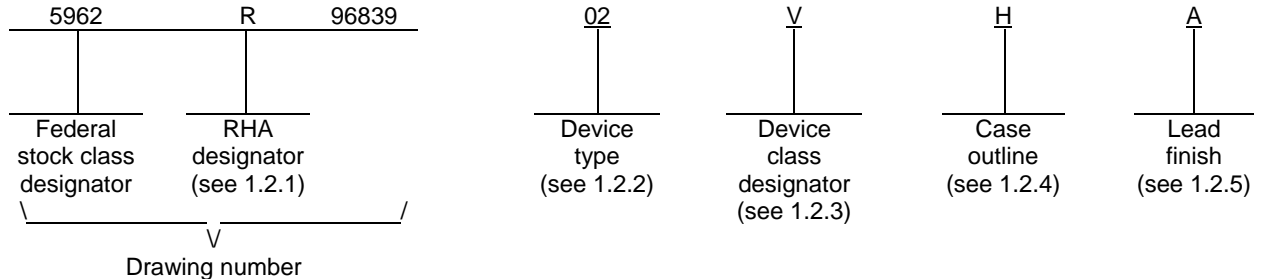 5962 R 96839 02 V H A
Federal stock class designator
RHA designator (see 1.2.1)
Device type (see 1.2.2)
Device class designator (see 1.2.3)
Case outline (see 1.2.4)
Lead finish (see 1.2.5)
Drawing number